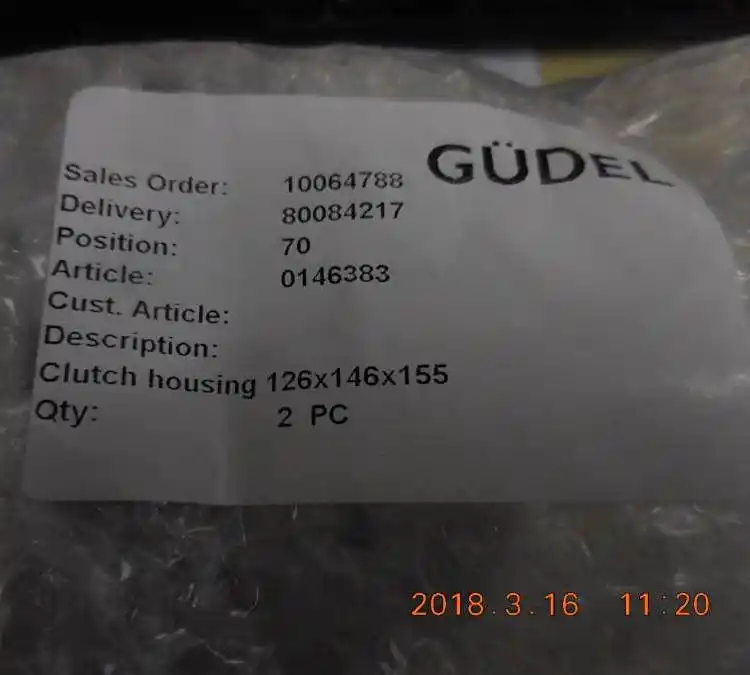 GÜDEL
Sales Order: 10064788
Delivery: 80084217
Position: 70
Article: 0146383
Cust. Article:
Description:
Clutch housing 126x146x155
Qty: 2 PC
2018.3.16 11:20